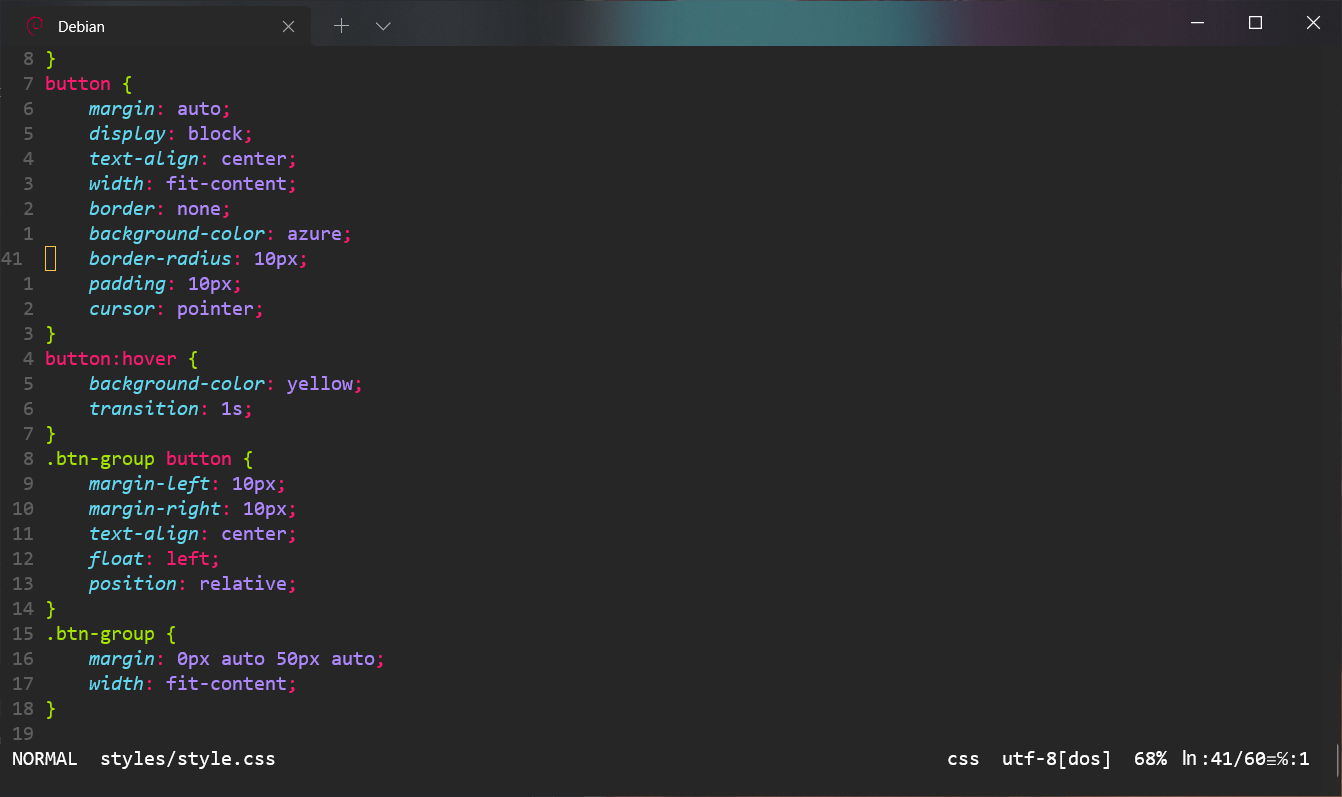 Debian
8 }
7 button {
6     margin: auto;
5     display: block;
4     text-align: center;
3     width: fit-content;
2     border: none;
1     background-color: azure;
41     border-radius: 10px;
1     padding: 10px;
2     cursor: pointer;
3 }
4 button:hover {
5     background-color: yellow;
6     transition: 1s;
7 }
8 .btn-group button {
9     margin-left: 10px;
10     margin-right: 10px;
11     text-align: center;
12     float: left;
13     position: relative;
14 }
15 .btn-group {
16     margin: 0px auto 50px auto;
17     width: fit-content;
18 }
19
NORMAL  styles/style.css  css  utf-8[dos]  68% ln :41/60≡℅:1